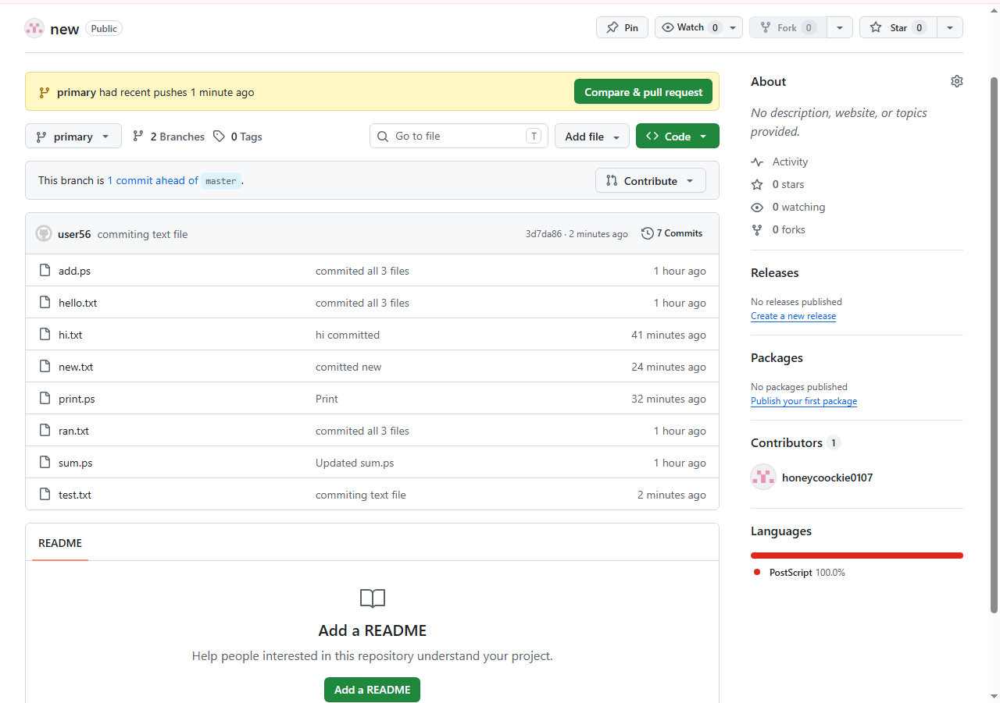 new Public Pin Watch 0 Fork 0 Star 0
primary had recent pushes 1 minute ago Compare & pull request
primary 2 Branches 0 Tags Go to file T Add file Code
This branch is 1 commit ahead of master . Contribute
user56 commiting text file 3d7da86 · 2 minutes ago 7 Commits
add.ps commited all 3 files 1 hour ago
hello.txt commited all 3 files 1 hour ago
hi.txt hi committed 41 minutes ago
new.txt comitted new 24 minutes ago
print.ps Print 32 minutes ago
ran.txt commited all 3 files 1 hour ago
sum.ps Updated sum.ps 1 hour ago
test.txt commiting text file 2 minutes ago
README
Add a README
Help people interested in this repository understand your project.
Add a README
About
No description, website, or topics
provided.
Activity
0 stars
0 watching
0 forks
Releases
No releases published
Create a new release
Packages
No packages published
Publish your first package
Contributors 1
honeycoockie0107
Languages
PostScript 100.0%